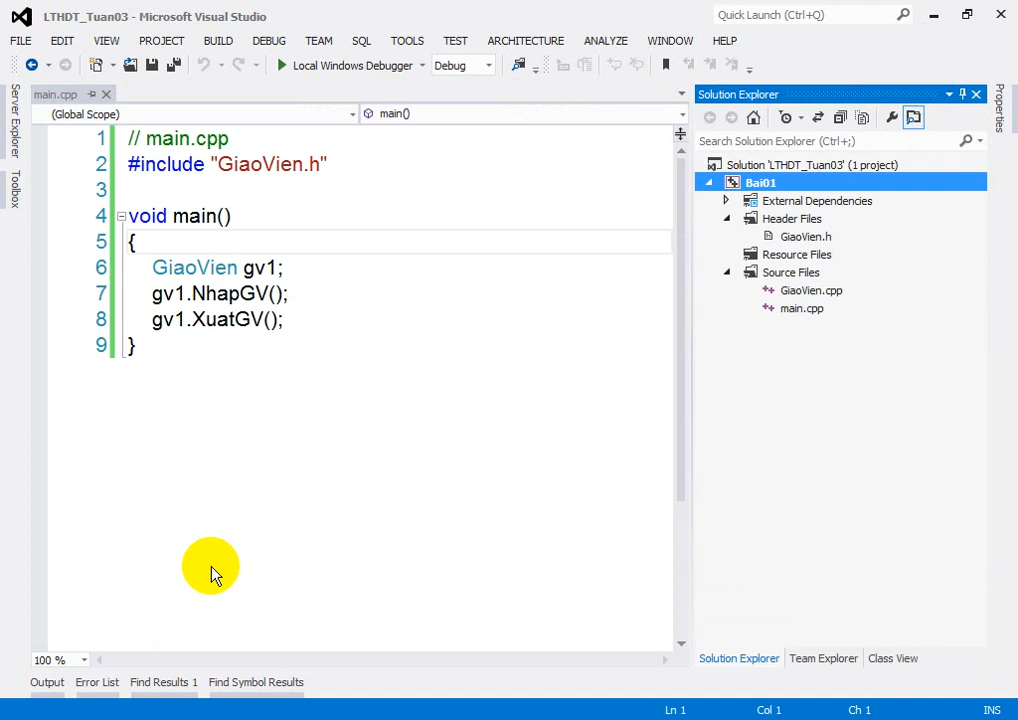 LTHDT_Tuan03 - Microsoft Visual Studio
Quick Launch (Ctrl+;)
FILE EDIT VIEW PROJECT BUILD DEBUG TEAM SQL TOOLS TEST ARCHITECTURE ANALYZE WINDOW HELP
Local Windows Debugger Debug
Server Explorer
Toolbox
main.cpp
(Global Scope) main()
1 // main.cpp
2 #include "GiaoVien.h"
3
4 void main()
5 {
6 GiaoVien gv1;
7 gv1.NhapGV();
8 gv1.XuatGV();
9 }
100 %
Solution Explorer
Search Solution Explorer (Ctrl+;)
Solution 'LTHDT_Tuan03' (1 project)
Bai01
External Dependencies
Header Files
GiaoVien.h
Resource Files
Source Files
GiaoVien.cpp
main.cpp
Properties
Solution Explorer Team Explorer Class View
Output Error List Find Results 1 Find Symbol Results
Ln 1 Col 1 Ch 1 INS